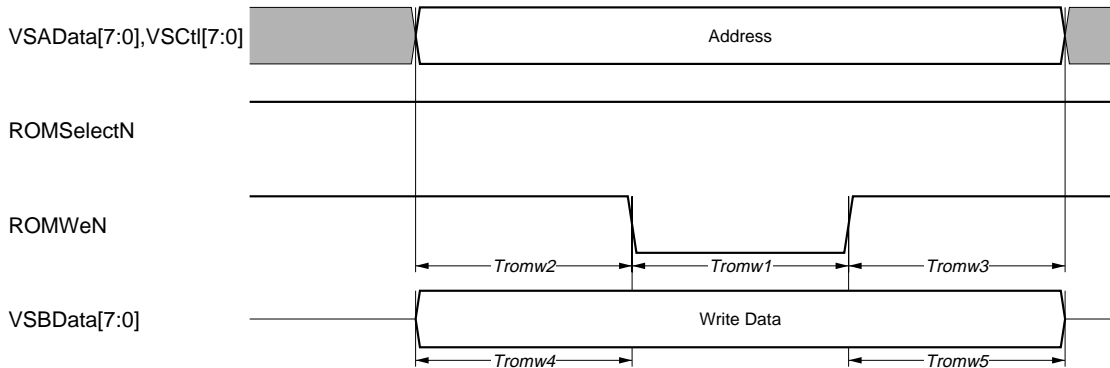 VSAData[7:0],VSCtl[7:0] Address
ROMSelectN
ROMWeN
Tromw2 Tromw1 Tromw3
VSBData[7:0] Write Data
Tromw4 Tromw5